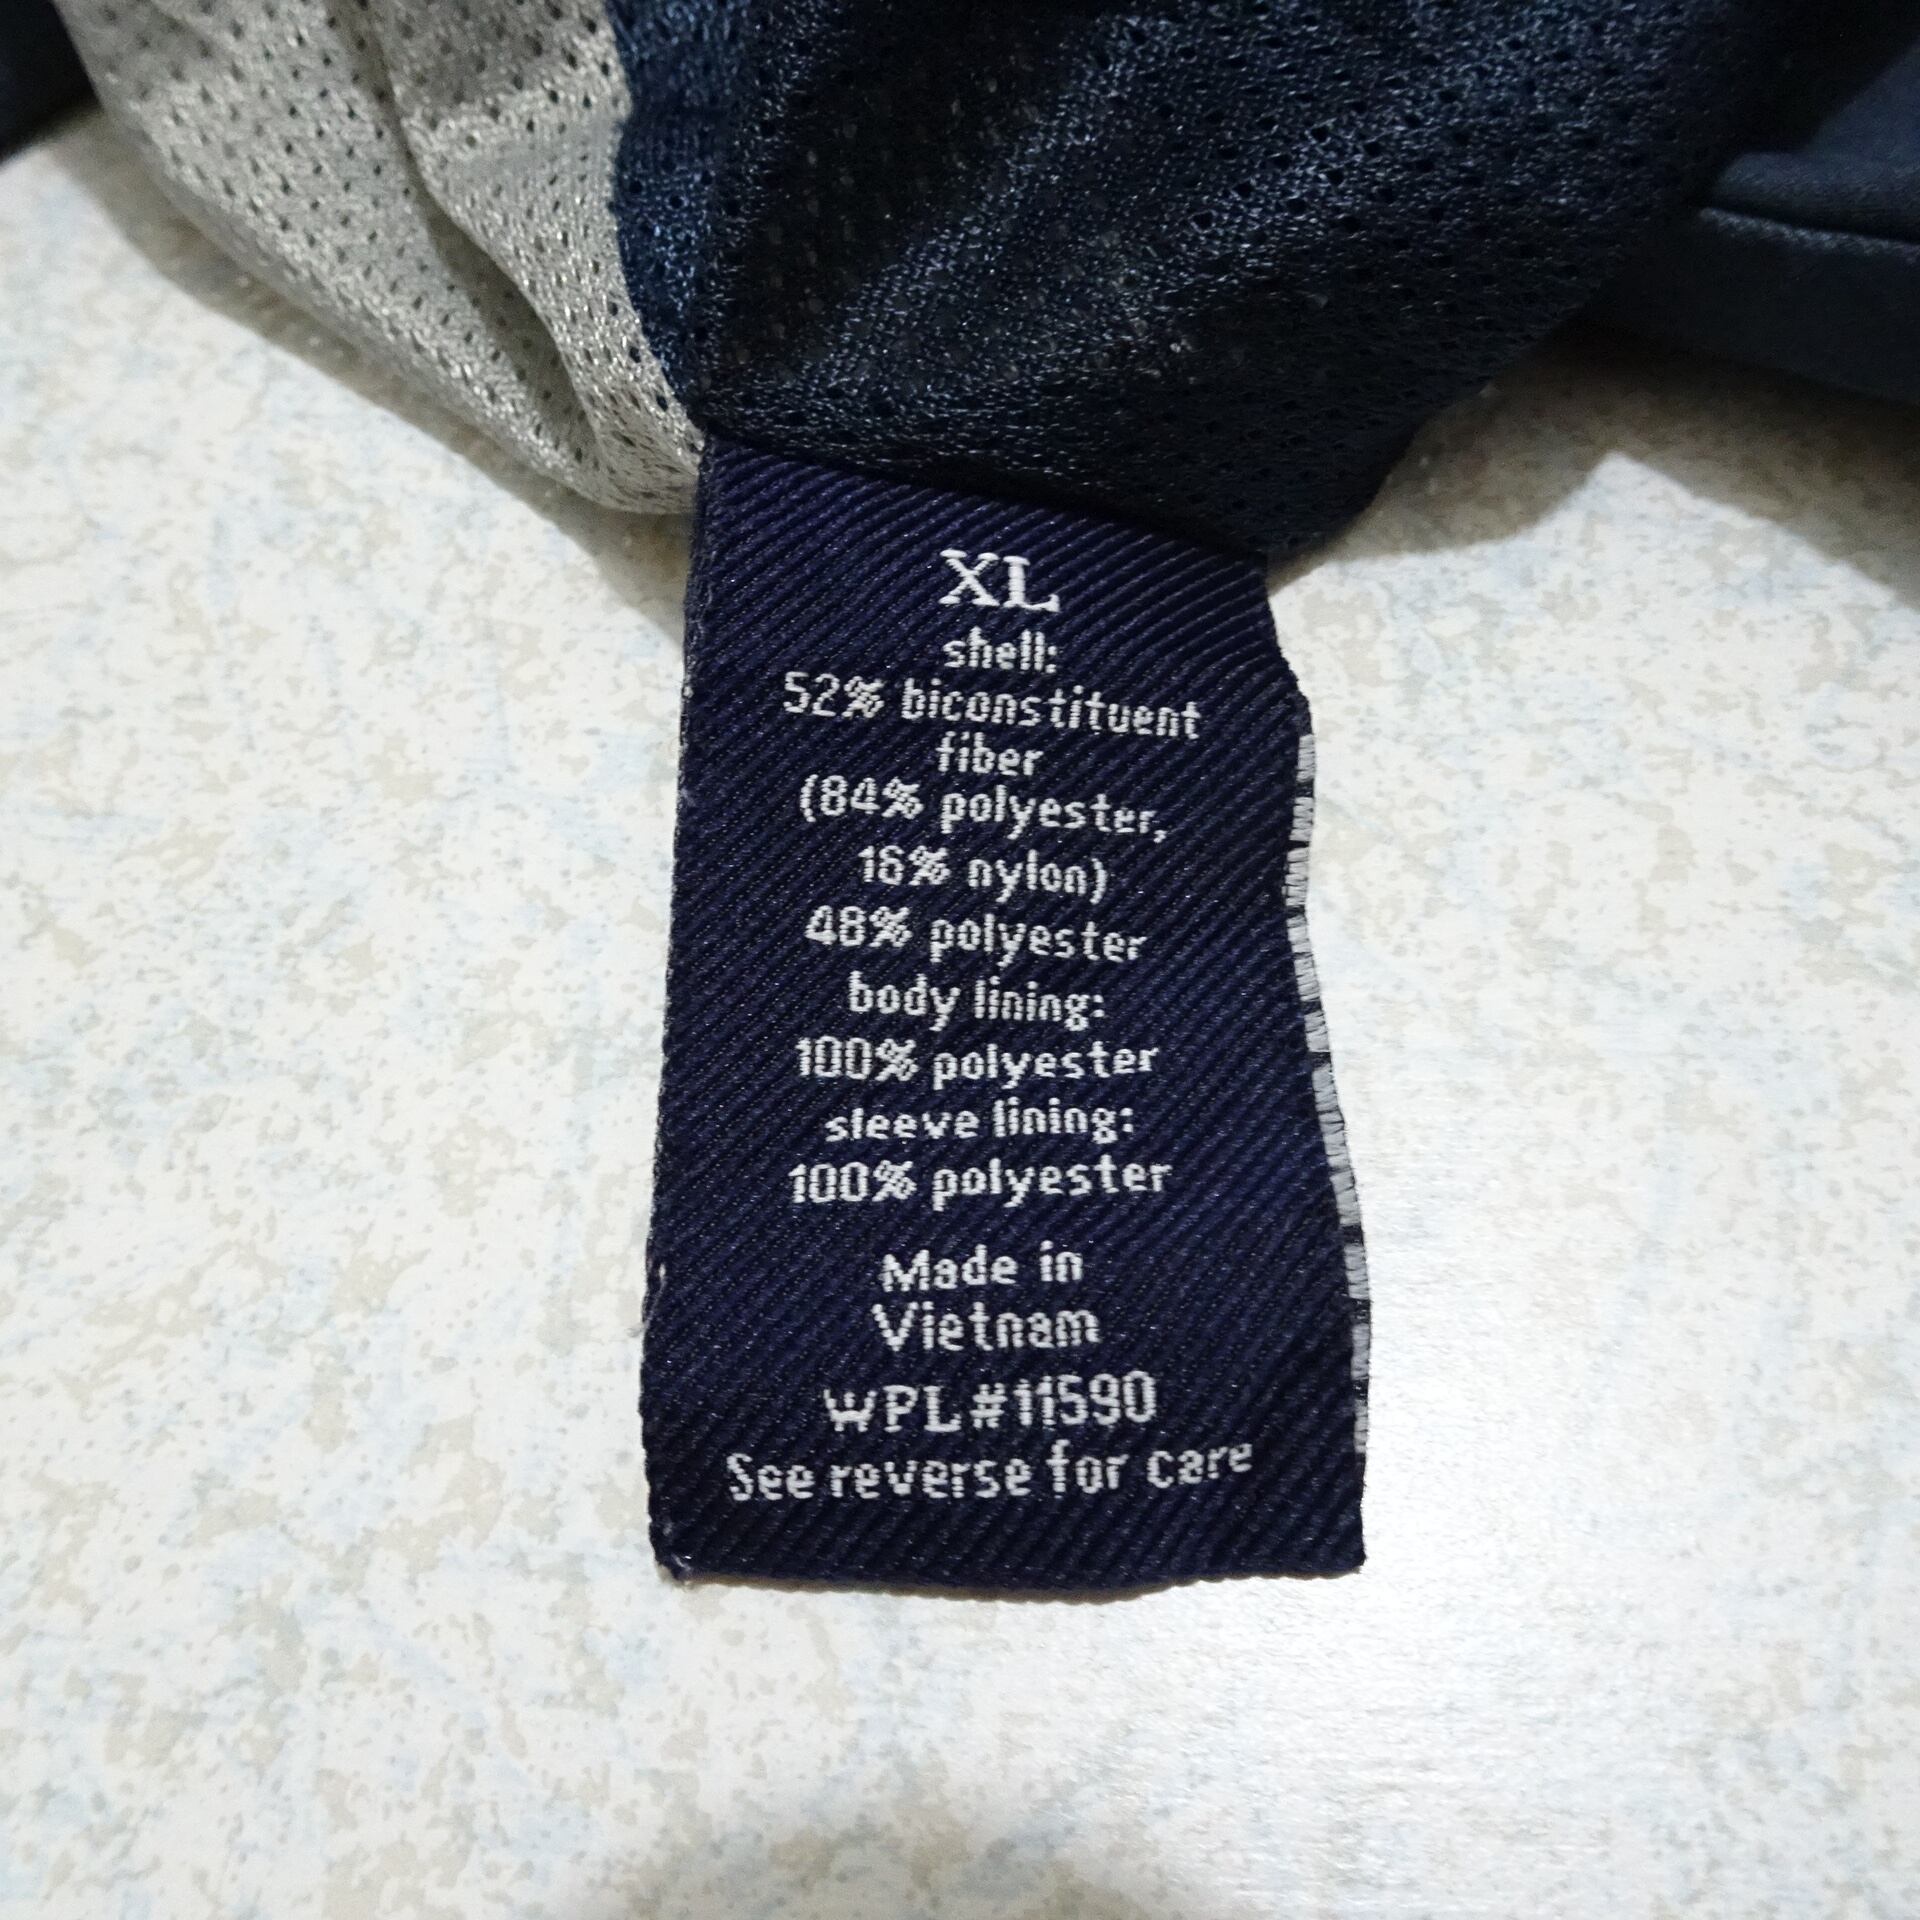 XL
shell:
52% biconstituent
fiber
(84% polyester,
16% nylon)
48% polyester
body lining:
100% polyester
sleeve lining:
100% polyester
Made in
Vietnam
WPL#11590
See reverse for care